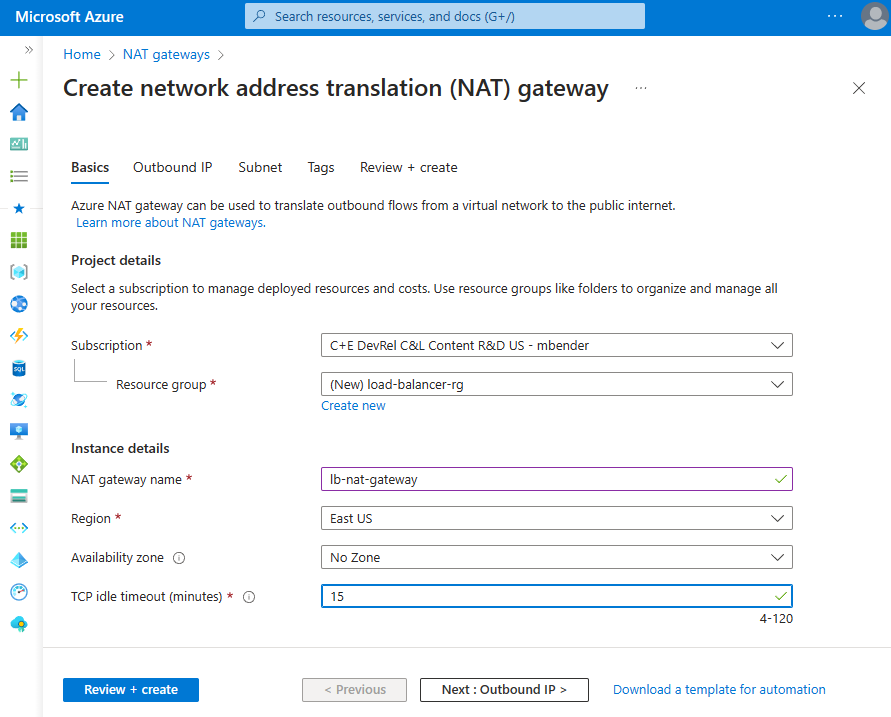 Microsoft Azure
Search resources, services, and docs (G+/)
Home > NAT gateways >
Create network address translation (NAT) gateway ...
Basics Outbound IP Subnet Tags Review + create
Azure NAT gateway can be used to translate outbound flows from a virtual network to the public internet.
Learn more about NAT gateways.
Project details
Select a subscription to manage deployed resources and costs. Use resource groups like folders to organize and manage all
your resources.
Subscription * C+E DevRel C&L Content R&D US - mbender
Resource group * (New) load-balancer-rg
Create new
Instance details
NAT gateway name * lb-nat-gateway
Region * East US
Availability zone No Zone
TCP idle timeout (minutes) * 15
4-120
Review + create < Previous Next : Outbound IP > Download a template for automation
SQL